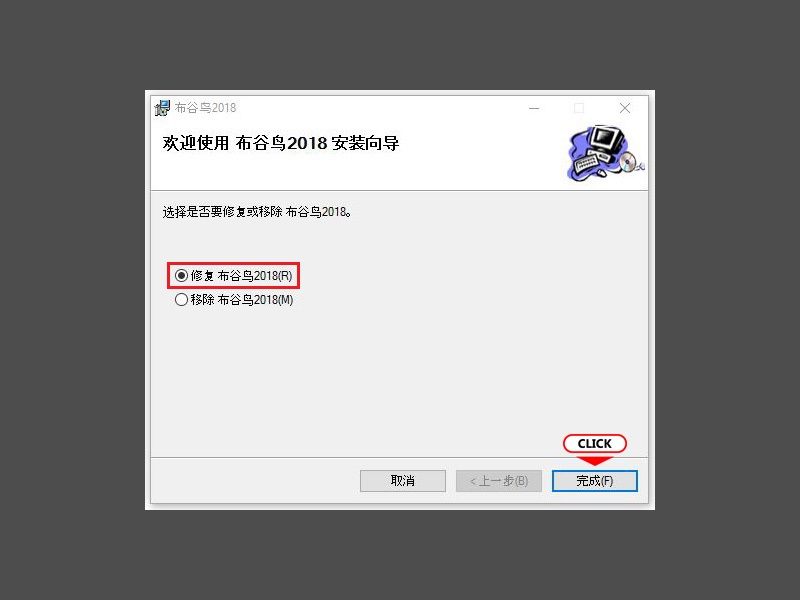 布谷鸟2018
欢迎使用 布谷鸟2018 安装向导
选择是否要修复或移除 布谷鸟2018。
修复 布谷鸟2018(R)
移除 布谷鸟2018(M)
CLICK
取消 < 上一步(B) 完成(F)